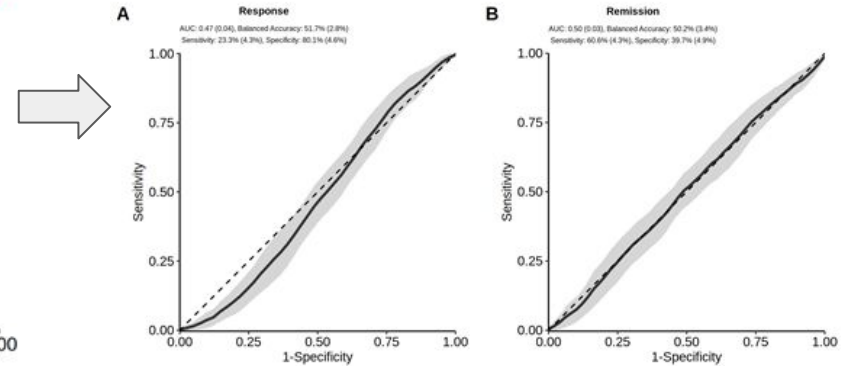 A
Response
AUC: 0.47 (0.04), Balanced Accuracy: 51.7% (2.8%)
Sensitivity: 23.3% (4.3%), Specificity: 80.1% (4.6%)
1.00
0.75
0.50
0.25
0.00
Sensitivity
0.00 0.25 0.50 0.75 1.00
1-Specificity
B
Remission
AUC: 0.50 (0.03), Balanced Accuracy: 50.2% (3.4%)
Sensitivity: 60.6% (4.3%), Specificity: 39.7% (4.9%)
1.00
0.75
0.50
0.25
0.00
Sensitivity
0.00 0.25 0.50 0.75 1.00
1-Specificity
00